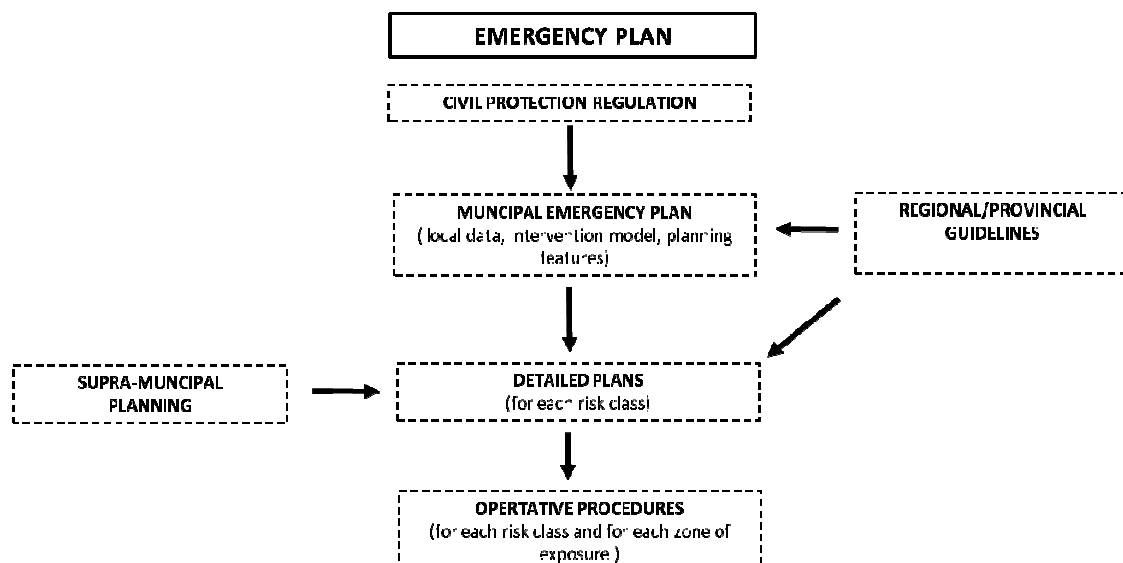 EMERGENCY PLAN
CIVIL PROTECTION REGULATION
MUNCIPAL EMERGENCY PLAN
( local data, intervention model, planning
features)
REGIONAL/PROVINCIAL
GUIDELINES
SUPRA-MUNCIPAL
PLANNING
DETAILED PLANS
(for each risk class)
OPERTATIVE PROCEDURES
(for each risk class and for each zone of
exposure )